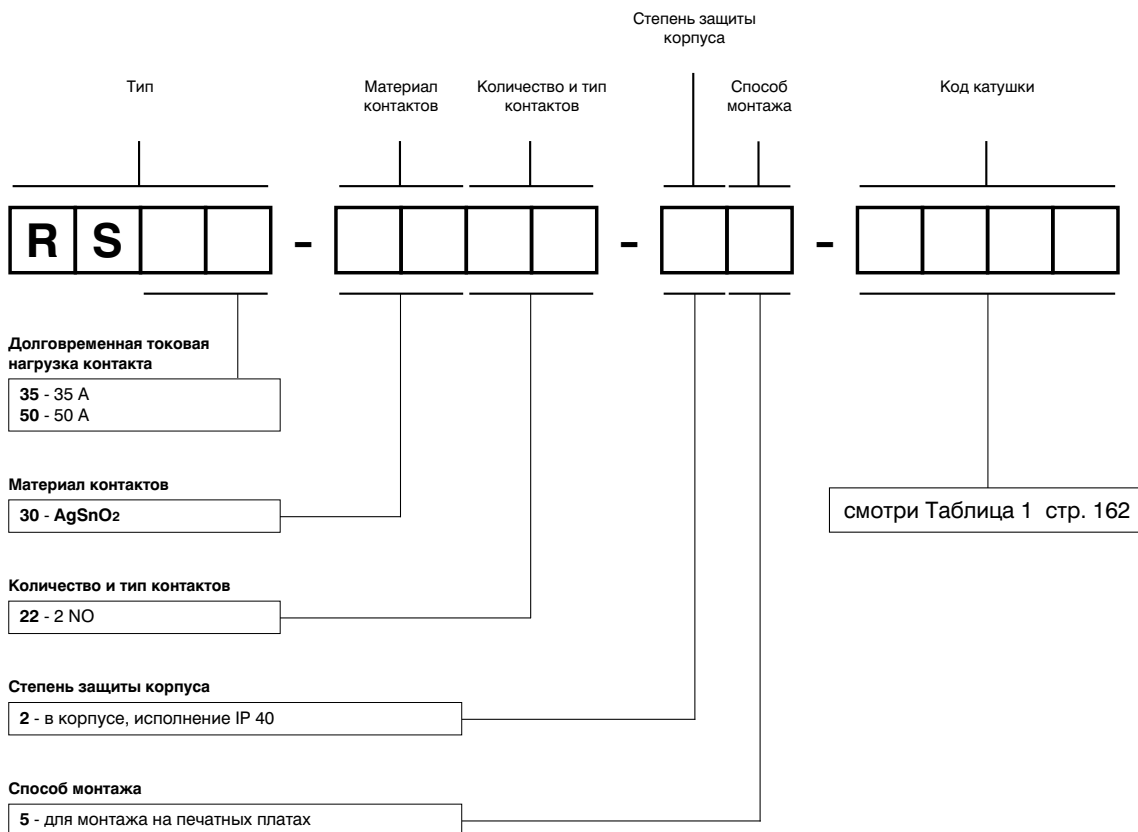 Степень защиты
корпуса
Тип
Материал
контактов
Количество и тип
контактов
Способ
монтажа
Код катушки
R S - - -
Долговременная токовая
нагрузка контакта
35 - 35 A
50 - 50 A
Материал контактов
30 - AgSnO2
смотри Таблица 1 стр. 162
Количество и тип контактов
22 - 2 NO
Степень защиты корпуса
2 - в корпусе, исполнение IP 40
Способ монтажа
5 - для монтажа на печатных платах